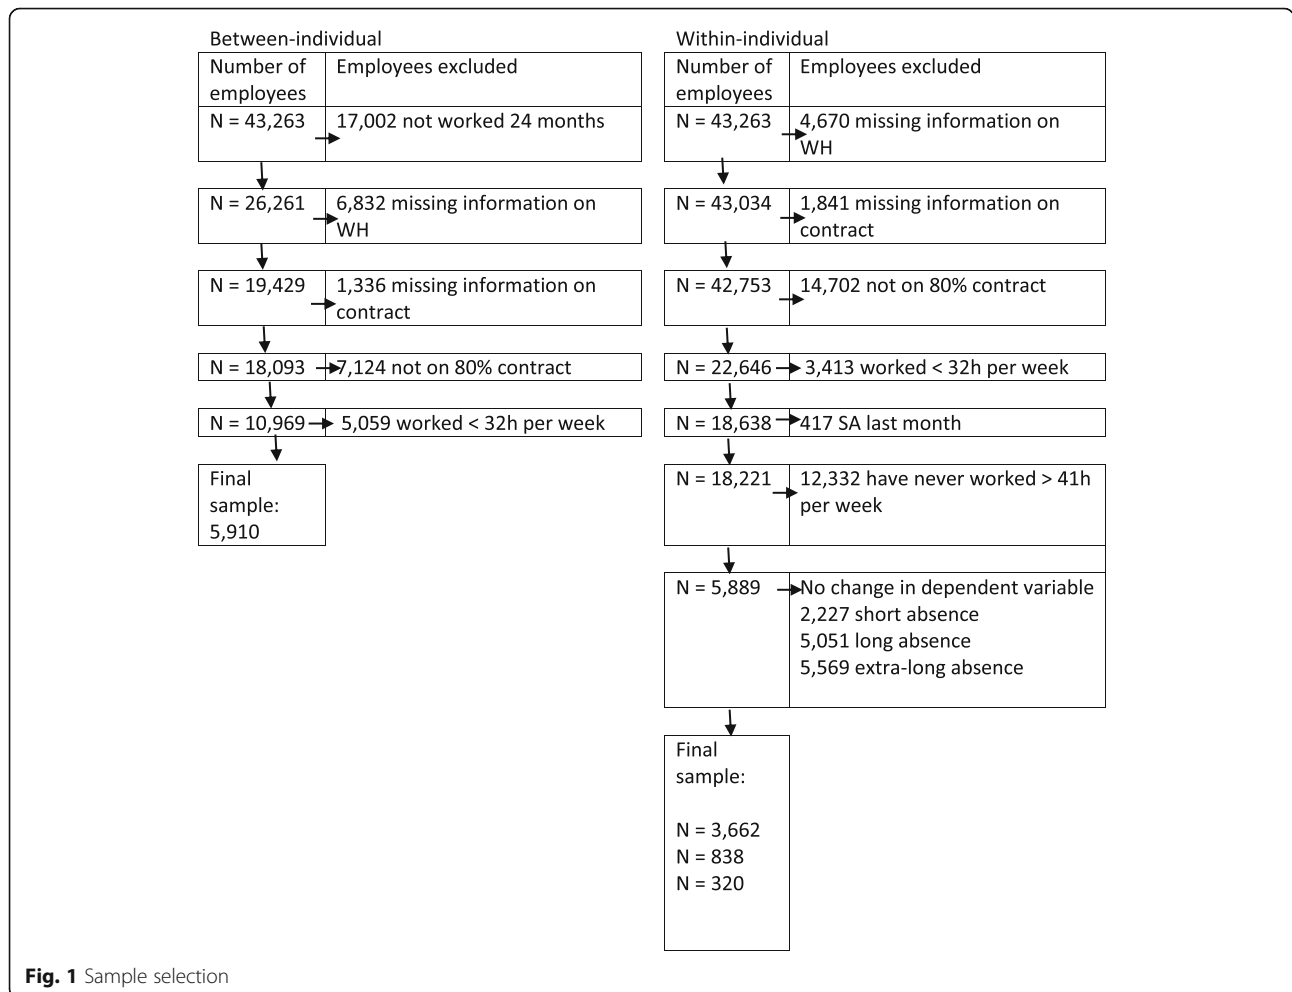 Between-individual
Number of
employees
Employees excluded
N = 43,263
17,002 not worked 24 months
N = 26,261
6,832 missing information on
WH
N = 19,429
1,336 missing information on
contract
N = 18,093
7,124 not on 80% contract
N = 10,969
5,059 worked < 32h per week
Final
sample:
5,910
Within-individual
Number of
employees
Employees excluded
N = 43,263
4,670 missing information on
WH
N = 43,034
1,841 missing information on
contract
N = 42,753
14,702 not on 80% contract
N = 22,646
3,413 worked < 32h per week
N = 18,638
417 SA last month
N = 18,221
12,332 have never worked > 41h
per week
N = 5,889
No change in dependent variable
2,227 short absence
5,051 long absence
5,569 extra-long absence
Final
sample:
N = 3,662
N = 838
N = 320
Fig. 1 Sample selection